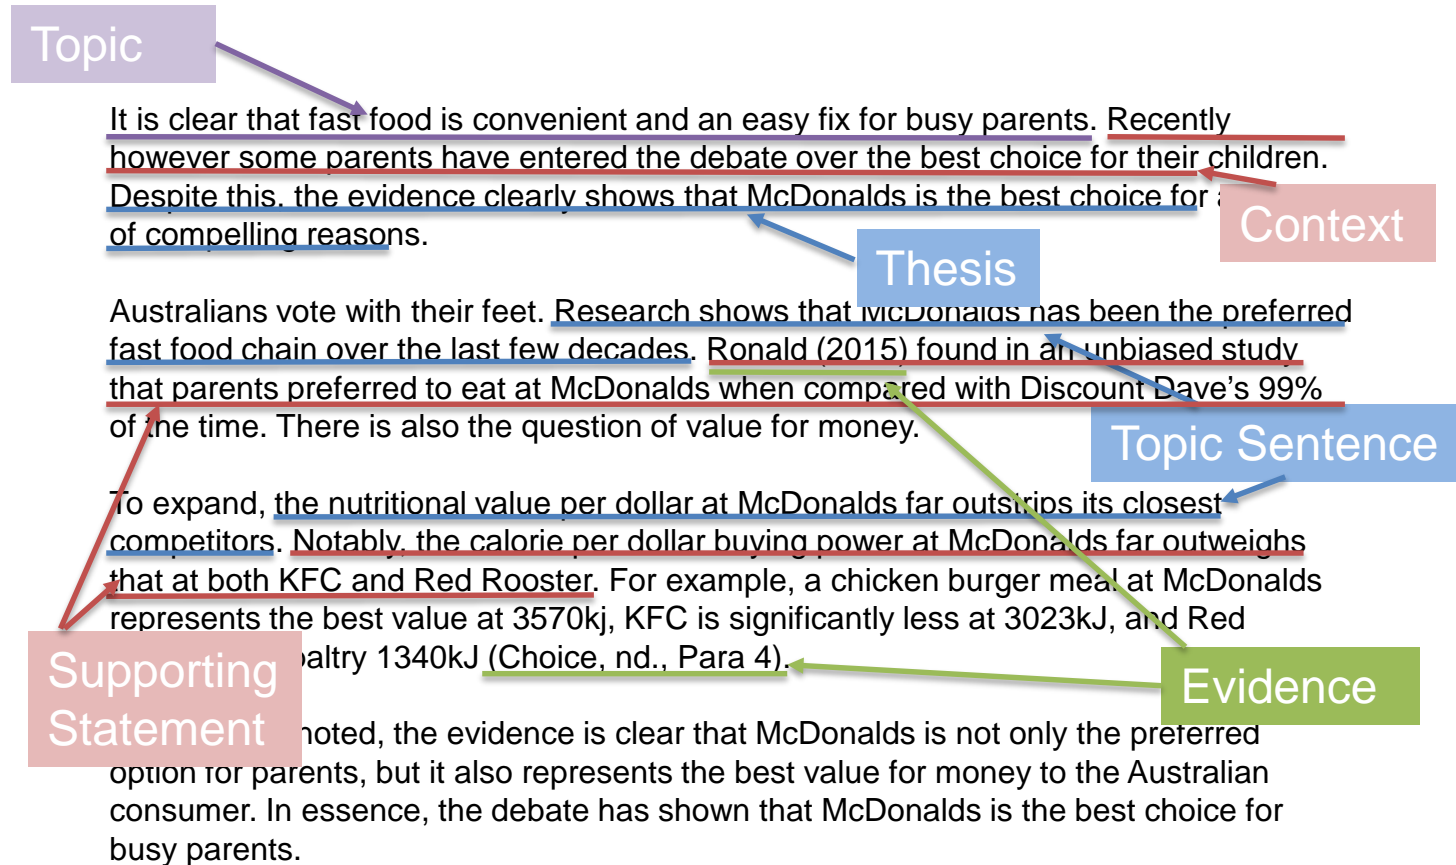 Topic
It is clear that fast food is convenient and an easy fix for busy parents. Recently
however some parents have entered the debate over the best choice for their children.
Despite this, the evidence clearly shows that McDonalds is the best choice for
of compelling reasons.
Context
Thesis
Australians vote with their feet. Research shows that McDonalds has been the preferred
fast food chain over the last few decades. Ronald (2015) found in an unbiased study
that parents preferred to eat at McDonalds when compared with Discount Dave's 99%
of the time. There is also the question of value for money.
Topic Sentence
To expand, the nutritional value per dollar at McDonalds far outstrips its closest
competitors. Notably, the calorie per dollar buying power at McDonalds far outweighs
that at both KFC and Red Rooster. For example, a chicken burger meal at McDonalds
represents the best value at 3570kj, KFC is significantly less at 3023kJ, and Red
paltry 1340kJ (Choice, nd., Para 4).
Supporting
Statement
Evidence
noted, the evidence is clear that McDonalds is not only the preferred
option for parents, but it also represents the best value for money to the Australian
consumer. In essence, the debate has shown that McDonalds is the best choice for
busy parents.